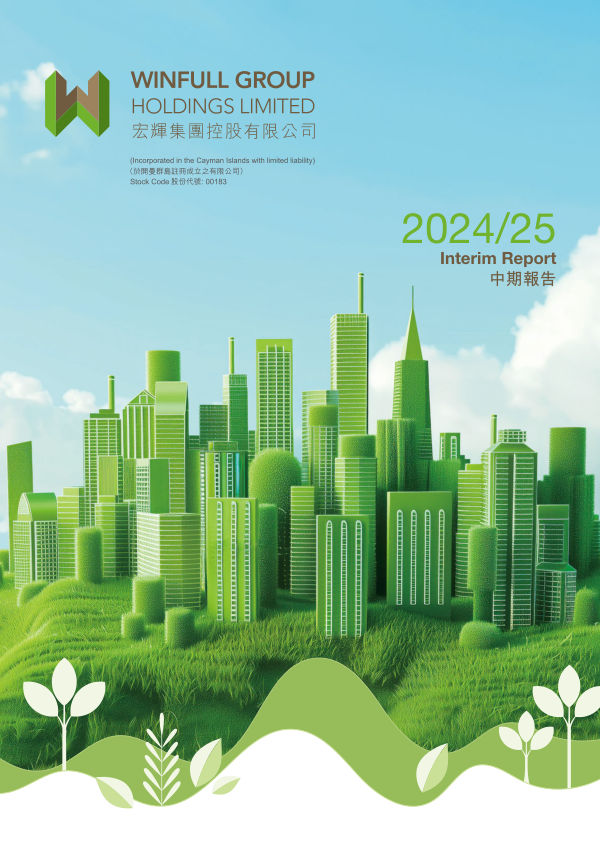 WINFULL GROUP
HOLDINGS LIMITED
宏輝集團控股有限公司
(Incorporated in the Cayman Islands with limited liability)
(於開曼群島註冊成立之有限公司)
Stock Code 股份代號: 00183
2024/25
Interim Report
中期報告